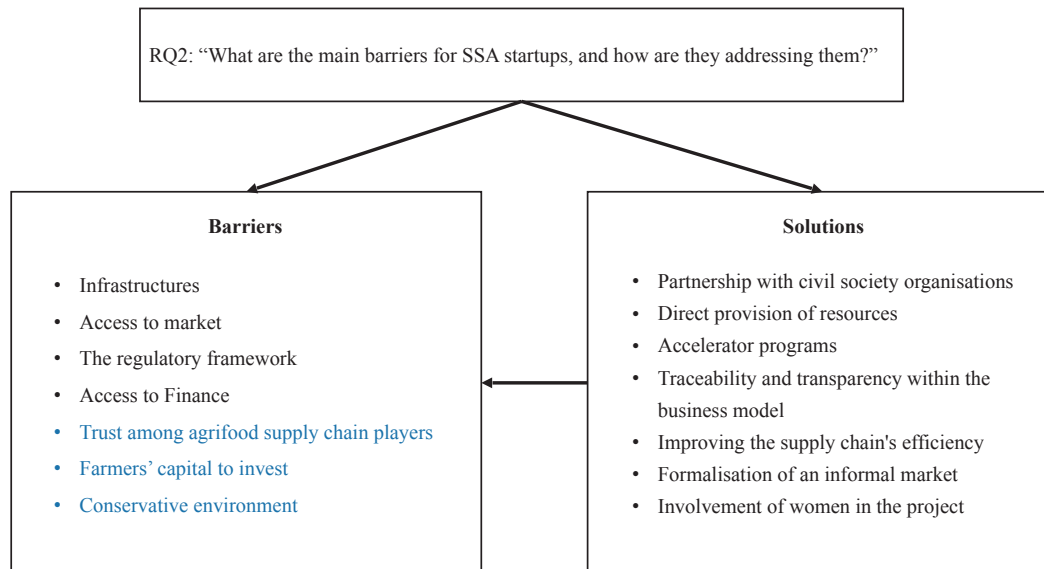 RQ2: “What are the main barriers for SSA startups, and how are they addressing them?”
Barriers
• Infrastructures
• Access to market
• The regulatory framework
• Access to Finance
• Trust among agrifood supply chain players
• Farmers’ capital to invest
• Conservative environment
Solutions
• Partnership with civil society organisations
• Direct provision of resources
• Accelerator programs
• Traceability and transparency within the
business model
• Improving the supply chain's efficiency
• Formalisation of an informal market
• Involvement of women in the project